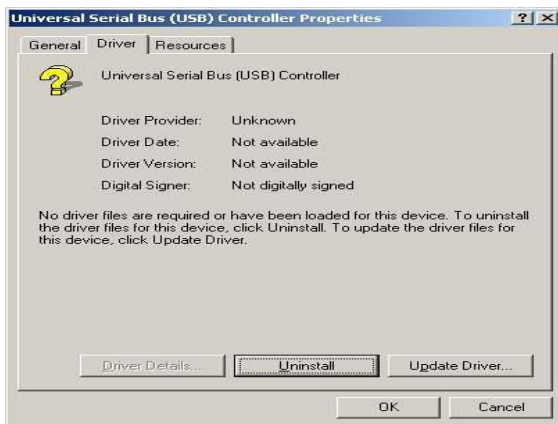 Universal Serial Bus (USB) Controller Properties
General Driver Resources
Universal Serial Bus (USB) Controller
Driver Provider: Unknown
Driver Date: Not available
Driver Version: Not available
Digital Signer: Not digitally signed
No driver files are required or have been loaded for this device. To uninstall
the driver files for this device, click Uninstall. To update the driver files for
this device, click Update Driver.
Driver Details... Uninstall Update Driver...
OK Cancel